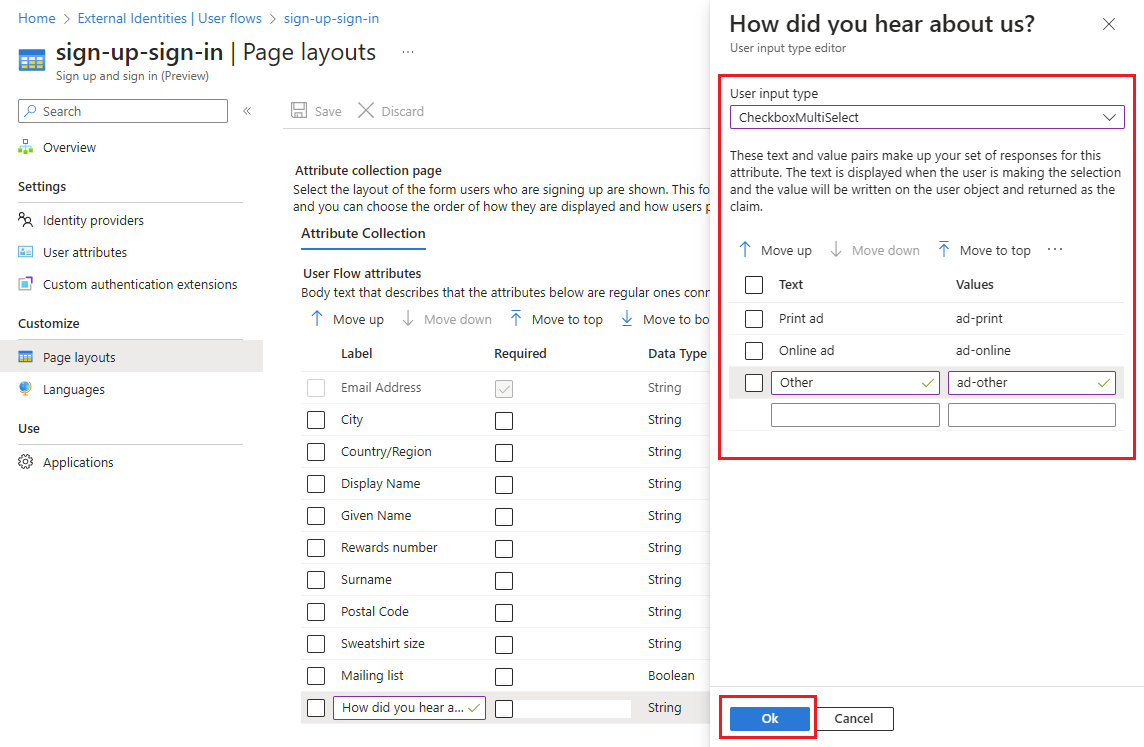 Home > External Identities | User flows > sign-up-sign-in
sign-up-sign-in | Page layouts ...
Sign up and sign in (Preview)
Search
«
Overview
Settings
Identity providers
User attributes
Custom authentication extensions
Customize
Page layouts
Languages
Use
Applications
Save Discard
Attribute collection page
Select the layout of the form users who are signing up are shown. This fo
and you can choose the order of how they are displayed and how users p
Attribute Collection
User Flow attributes
Body text that describes that the attributes below are regular ones conn
Move up Move down Move to top Move to bo
Label Required Data Type
Email Address String
City String
Country/Region String
Display Name String
Given Name String
Rewards number String
Surname String
Postal Code String
Sweatshirt size String
Mailing list Boolean
How did you hear a... String
How did you hear about us?
User input type editor
User input type
CheckboxMultiSelect
These text and value pairs make up your set of responses for this
attribute. The text is displayed when the user is making the selection
and the value will be written on the user object and returned as the
claim.
Move up Move down Move to top ...
Text Values
Print ad ad-print
Online ad ad-online
Other ad-other
Ok Cancel